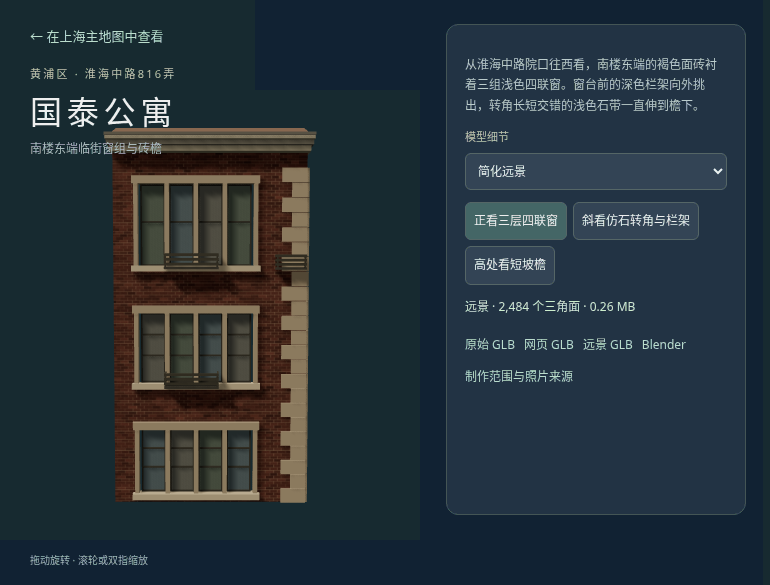 ← 在上海主地图中查看
黄浦区 · 淮海中路816弄
国泰公寓
南楼东端临街窗组与砖檐
从淮海中路院口往西看，南楼东端的褐色面砖衬
着三组浅色四联窗。窗台前的深色栏架向外挑
出，转角长短交错的浅色石带一直伸到檐下。
模型细节
简化远景
正看三层四联窗
斜看仿石转角与栏架
高处看短坡檐
远景 · 2,484 个三角面 · 0.26 MB
原始 GLB 网页 GLB 远景 GLB Blender
制作范围与照片来源
拖动旋转 · 滚轮或双指缩放